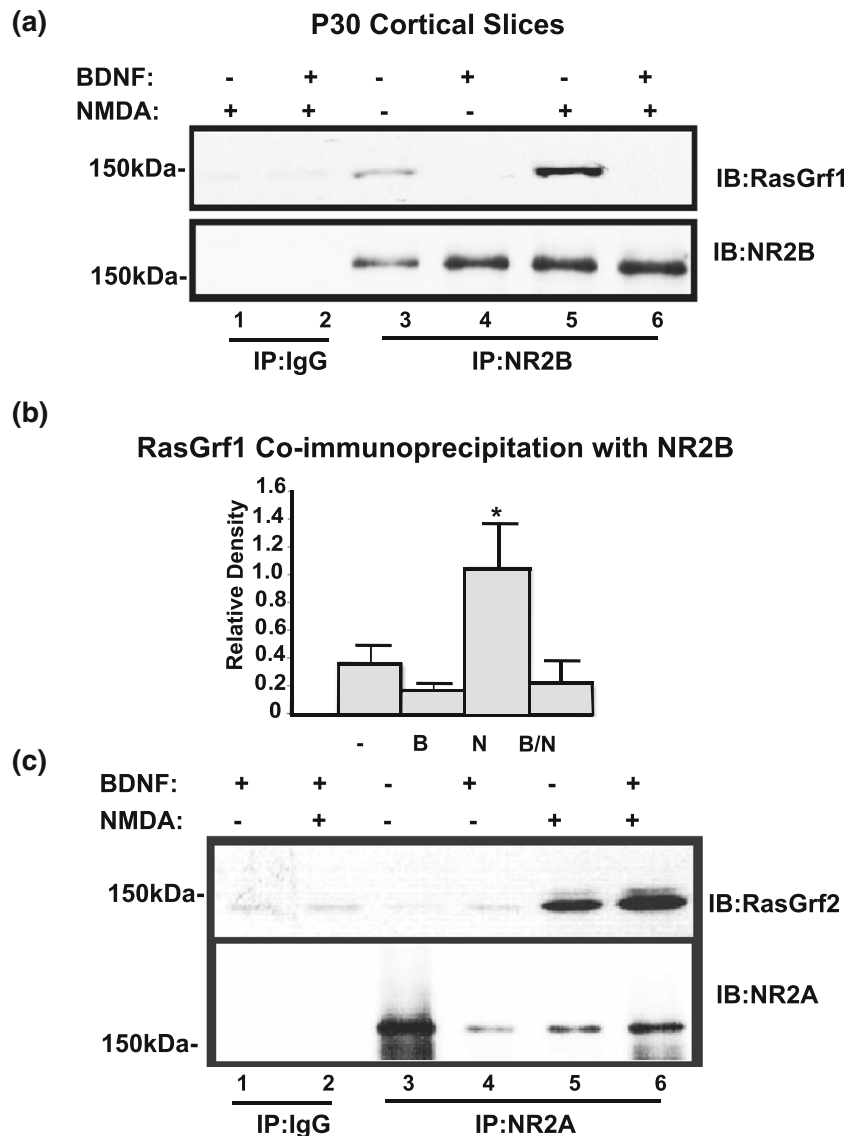 (a)
P30 Cortical Slices
BDNF: - + - + - +
NMDA: + + - - + +
150kDa-
IB:RasGrf1
150kDa-
IB:NR2B
1 2 3 4 5 6
IP:IgG IP:NR2B
(b)
RasGrf1 Co-immunoprecipitation with NR2B
Relative Density
1.6
1.4
1.2
1.0
0.8
0.6
0.4
0.2
0
*
- B N B/N
(c)
BDNF: + + - + - +
NMDA: - + - - + +
150kDa-
IB:RasGrf2
IB:NR2A
150kDa-
1 2 3 4 5 6
IP:IgG IP:NR2A